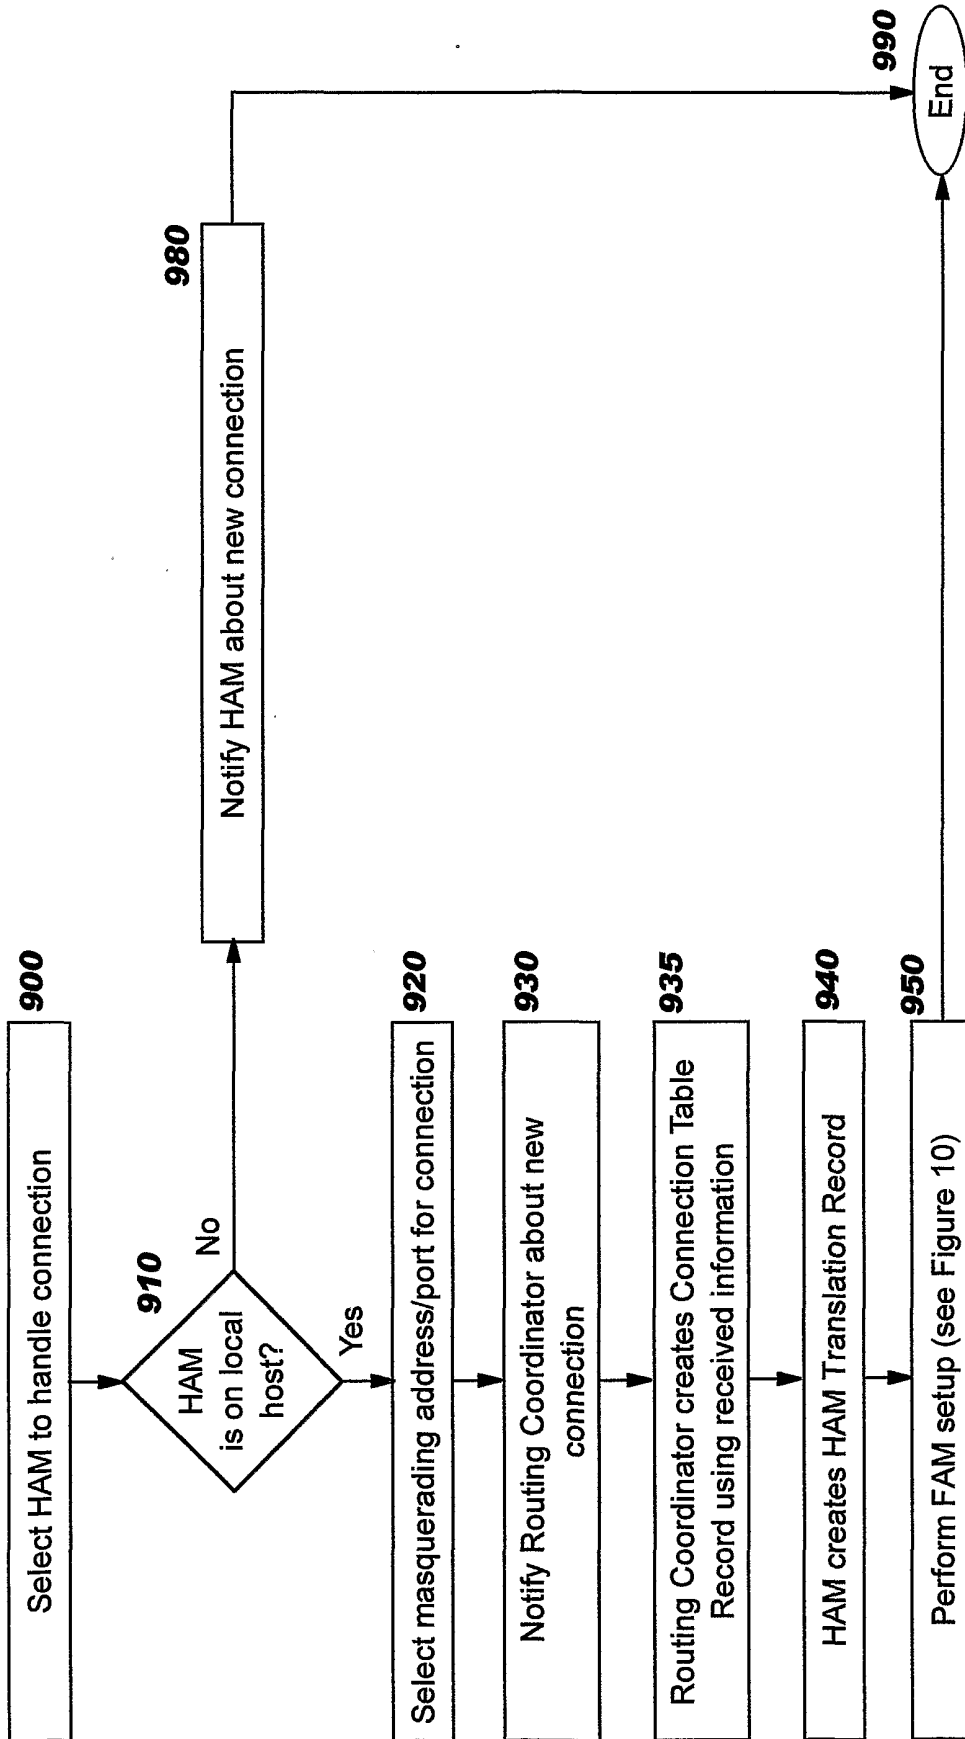 Select HAM to handle connection
900
910
HAM
is on local
host?
No
Yes
Notify HAM about new connection
980
Select masquerading address/port for connection
920
Notify Routing Coordinator about new
connection
930
Routing Coordinator creates Connection Table
Record using received information
935
HAM creates HAM Translation Record
940
Perform FAM setup (see Figure 10)
950
End
990